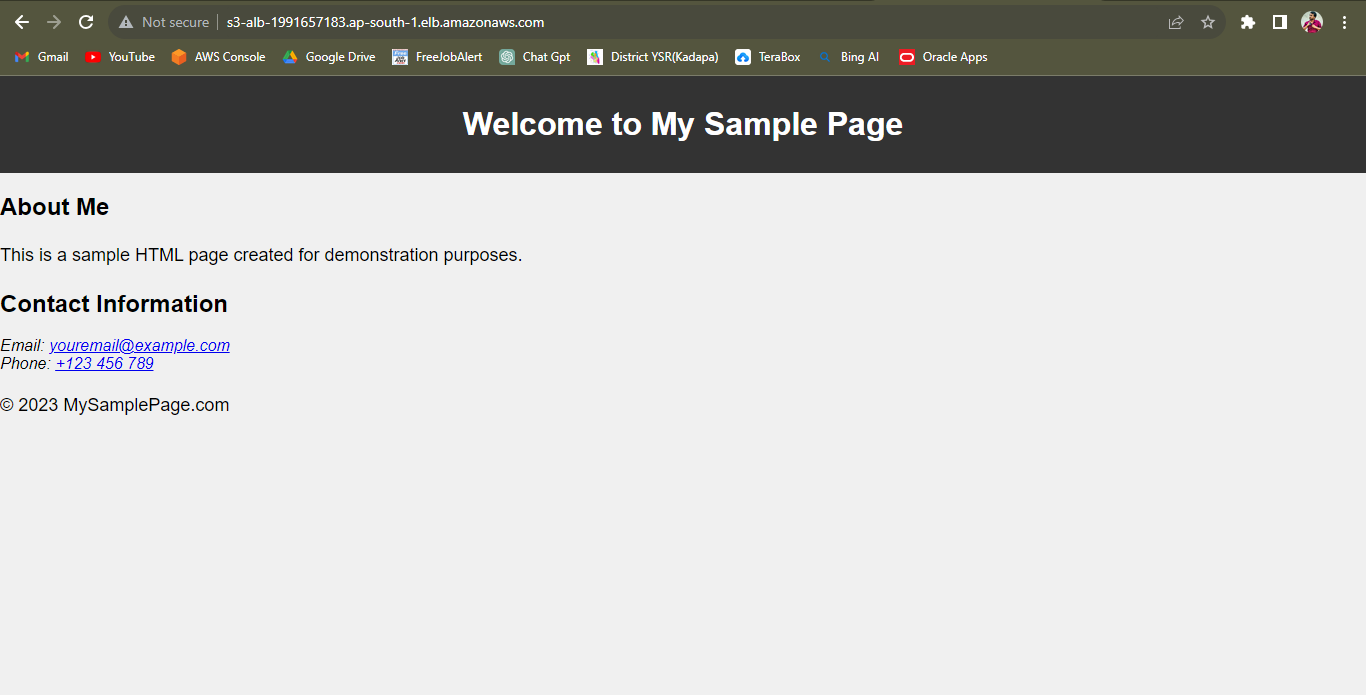 Not secure s3-alb-1991657183.ap-south-1.elb.amazonaws.com
Gmail YouTube AWS Console Google Drive FreeJobAlert Chat Gpt District YSR(Kadapa) TeraBox Bing AI Oracle Apps
Welcome to My Sample Page
About Me
This is a sample HTML page created for demonstration purposes.
Contact Information
Email: youremail@example.com
Phone: +123 456 789
© 2023 MySamplePage.com